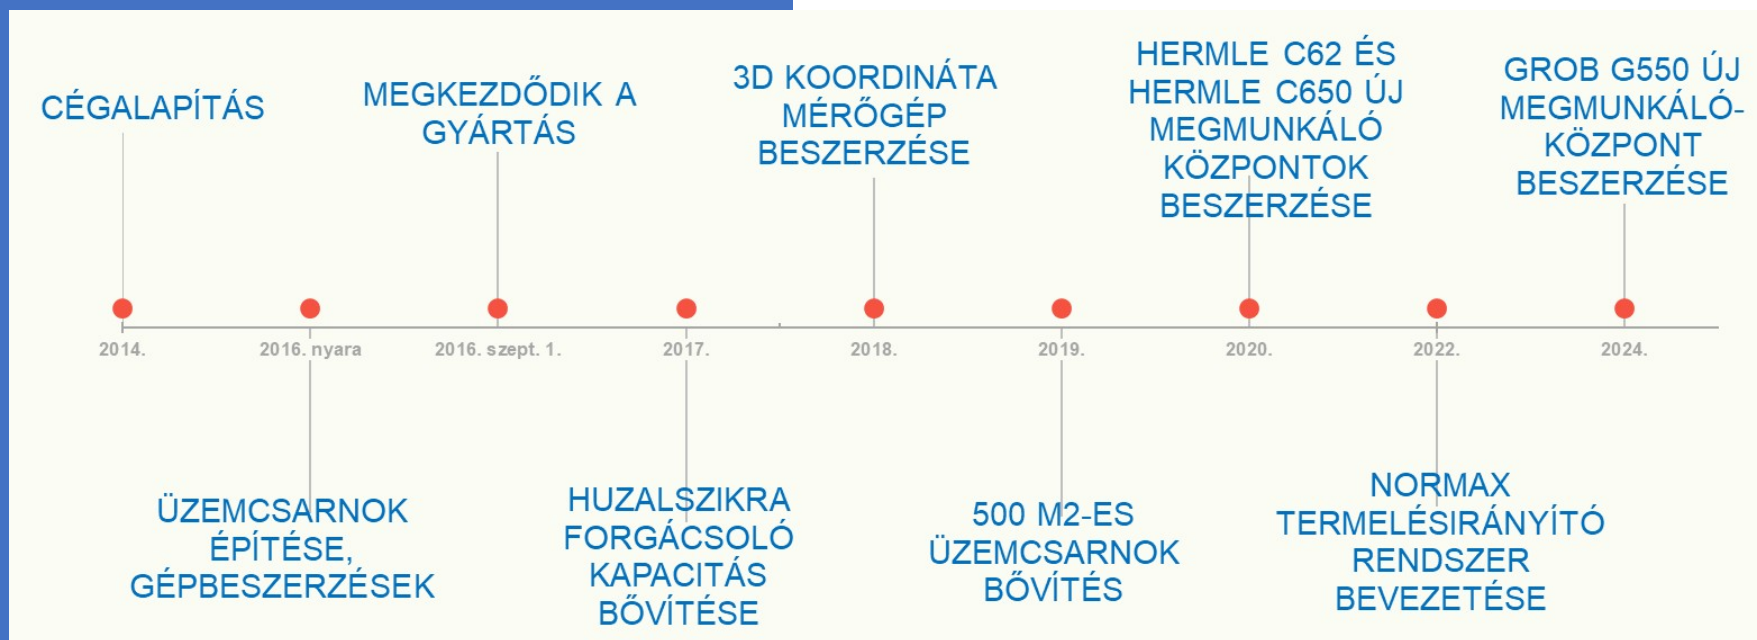 CÉGALAPÍTÁS
MEGKEZDŐDIK A
GYÁRTÁS
3D KOORDINÁTA
MÉRŐGÉP
BESZERZÉSE
HERMLE C62 ÉS
HERMLE C650 ÚJ
MEGMUNKÁLÓ
KÖZPONTOK
BESZERZÉSE
GROB G550 ÚJ
MEGMUNKÁLÓ-
KÖZPONT
BESZERZÉSE
2014.
2016. nyara
2016. szept. 1.
2017.
2018.
2019.
2020.
2022.
2024.
ÜZEMCSARNOK
ÉPÍTÉSE,
GÉPBESZERZÉSEK
HUZALSZIKRA
FORGÁCSOLÓ
KAPACITÁS
BŐVÍTÉSE
500 M2-ES
ÜZEMCSARNOK
BŐVÍTÉS
NORMAX
TERMELÉSIRÁNYÍTÓ
RENDSZER
BEVEZETÉSE